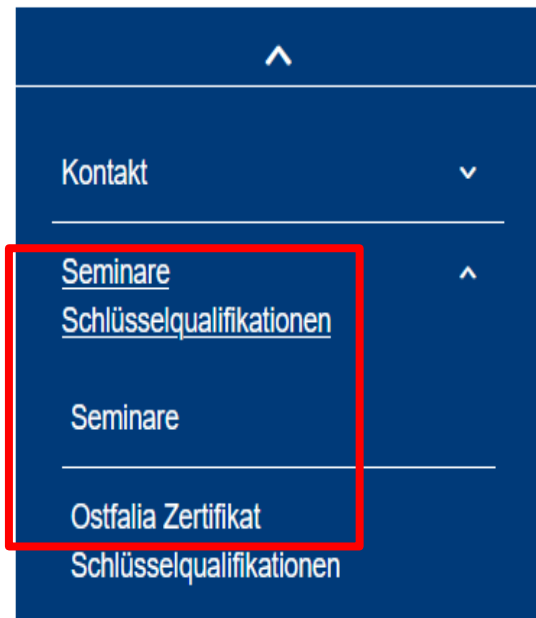 Kontakt
Seminare
Schlüsselqualifikationen
Seminare
Ostfalia Zertifikat
Schlüsselqualifikationen